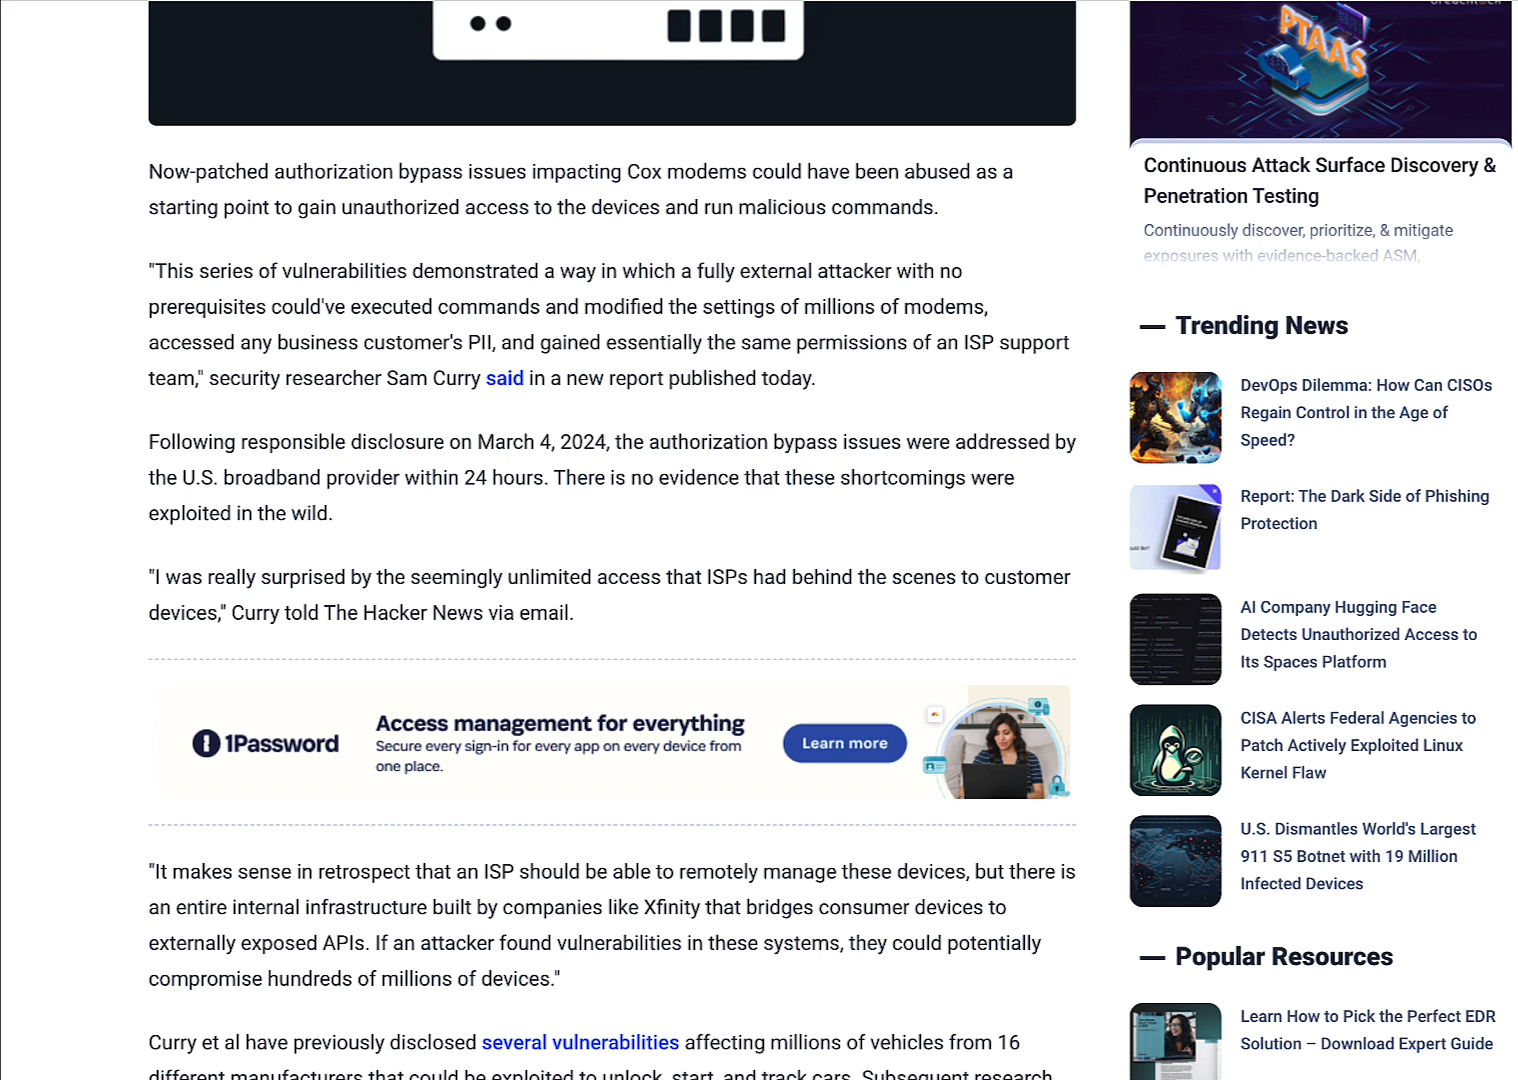 Now-patched authorization bypass issues impacting Cox modems could have been abused as a
starting point to gain unauthorized access to the devices and run malicious commands.
"This series of vulnerabilities demonstrated a way in which a fully external attacker with no
prerequisites could've executed commands and modified the settings of millions of modems,
accessed any business customer's PII, and gained essentially the same permissions of an ISP support
team," security researcher Sam Curry said in a new report published today.
Following responsible disclosure on March 4, 2024, the authorization bypass issues were addressed by
the U.S. broadband provider within 24 hours. There is no evidence that these shortcomings were
exploited in the wild.
"I was really surprised by the seemingly unlimited access that ISPs had behind the scenes to customer
devices," Curry told The Hacker News via email.
1Password
Access management for everything
Secure every sign-in for every app on every device from
one place.
Learn more
"It makes sense in retrospect that an ISP should be able to remotely manage these devices, but there is
an entire internal infrastructure built by companies like Xfinity that bridges consumer devices to
externally exposed APIs. If an attacker found vulnerabilities in these systems, they could potentially
compromise hundreds of millions of devices."
Curry et al have previously disclosed several vulnerabilities affecting millions of vehicles from 16
different manufacturers that could be exploited to unlock, start, and track cars. Subsequent research
PTAAS
Continuous Attack Surface Discovery &
Penetration Testing
Continuously discover, prioritize, & mitigate
exposures with evidence-backed ASM,
Trending News
DevOps Dilemma: How Can CISOs
Regain Control in the Age of
Speed?
Report: The Dark Side of Phishing
Protection
AI Company Hugging Face
Detects Unauthorized Access to
Its Spaces Platform
CISA Alerts Federal Agencies to
Patch Actively Exploited Linux
Kernel Flaw
U.S. Dismantles World's Largest
911 S5 Botnet with 19 Million
Infected Devices
Popular Resources
Learn How to Pick the Perfect EDR
Solution – Download Expert Guide